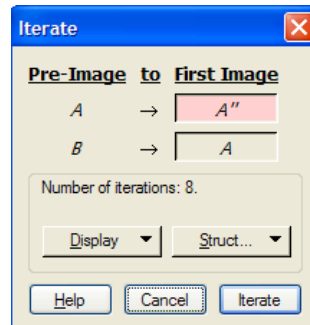 Iterate
Pre-Image to First Image
A → A″
B → A
Number of iterations: 8.
Display Struct...
Help Cancel Iterate